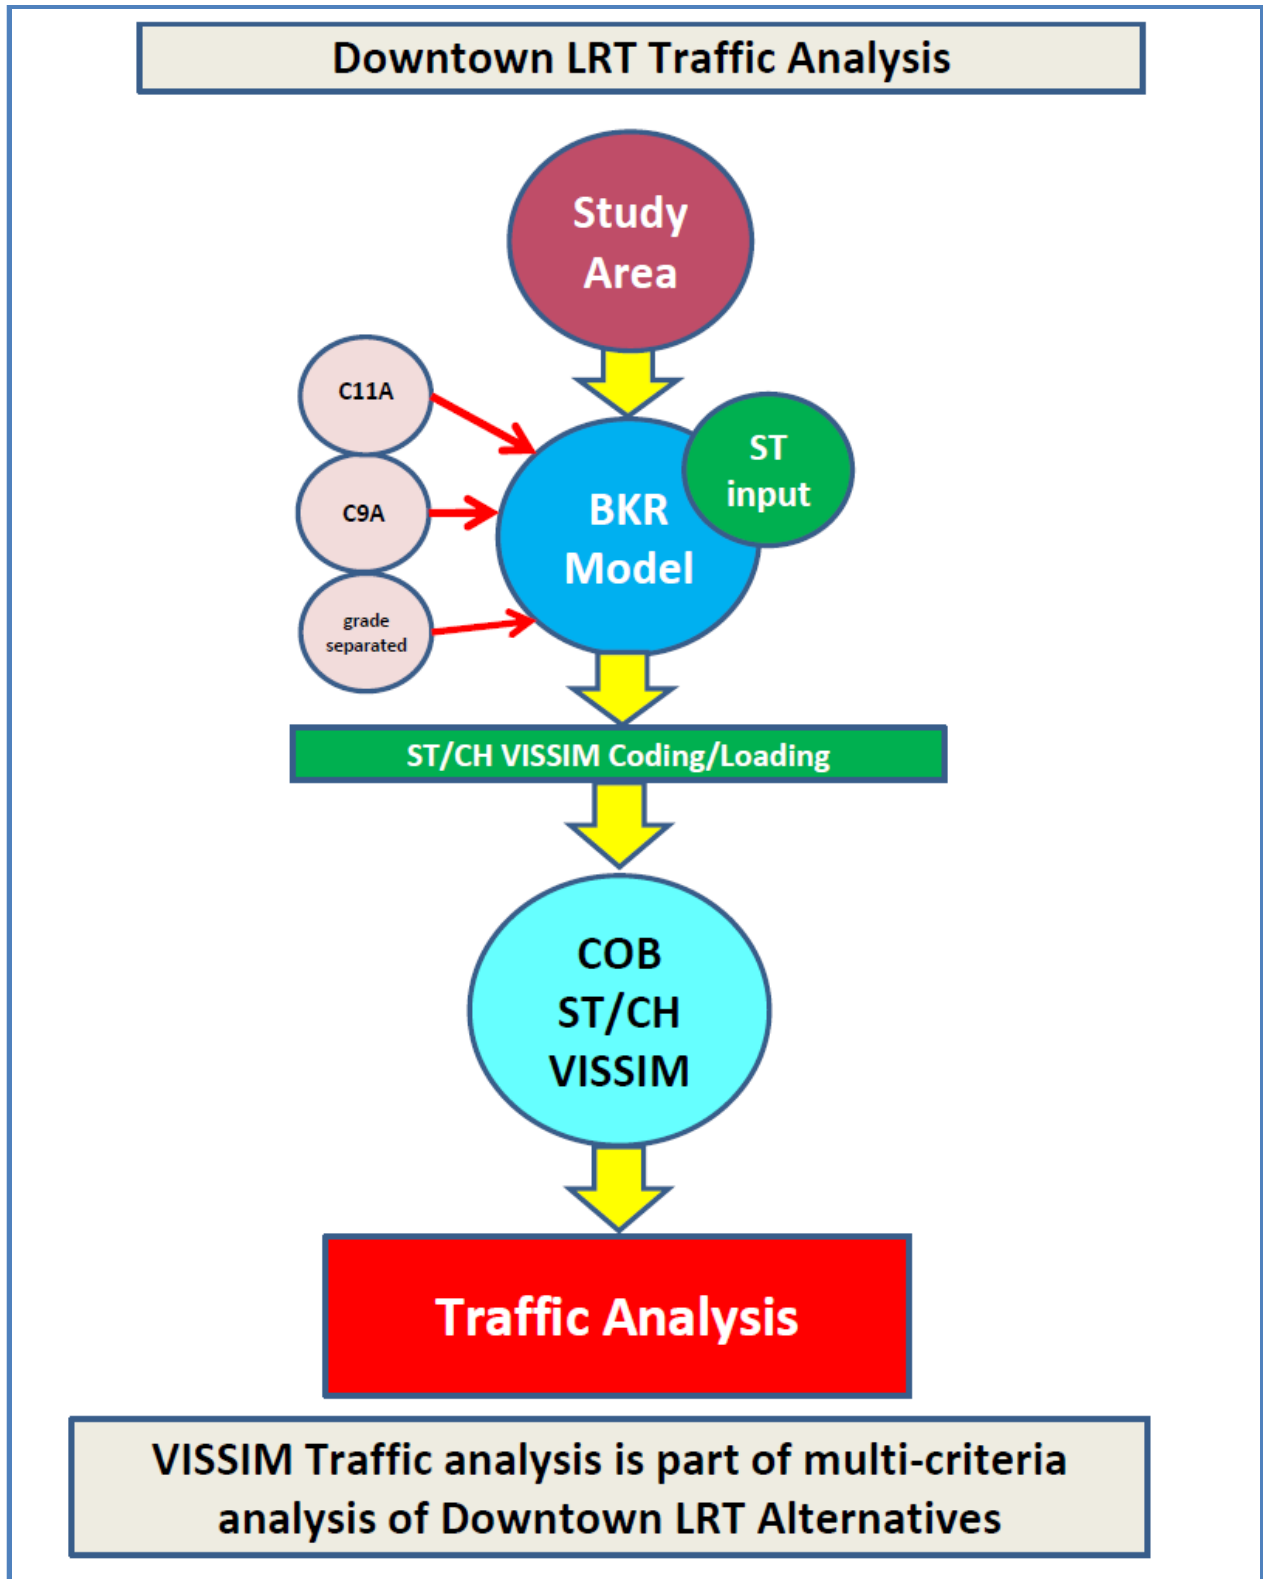 Downtown LRT Traffic Analysis
Study
Area
C11A
ST
input
C9A
BKR
Model
grade
separated
ST/CH VISSIM Coding/Loading
COB
ST/CH
VISSIM
Traffic Analysis
VISSIM Traffic analysis is part of multi-criteria
analysis of Downtown LRT Alternatives